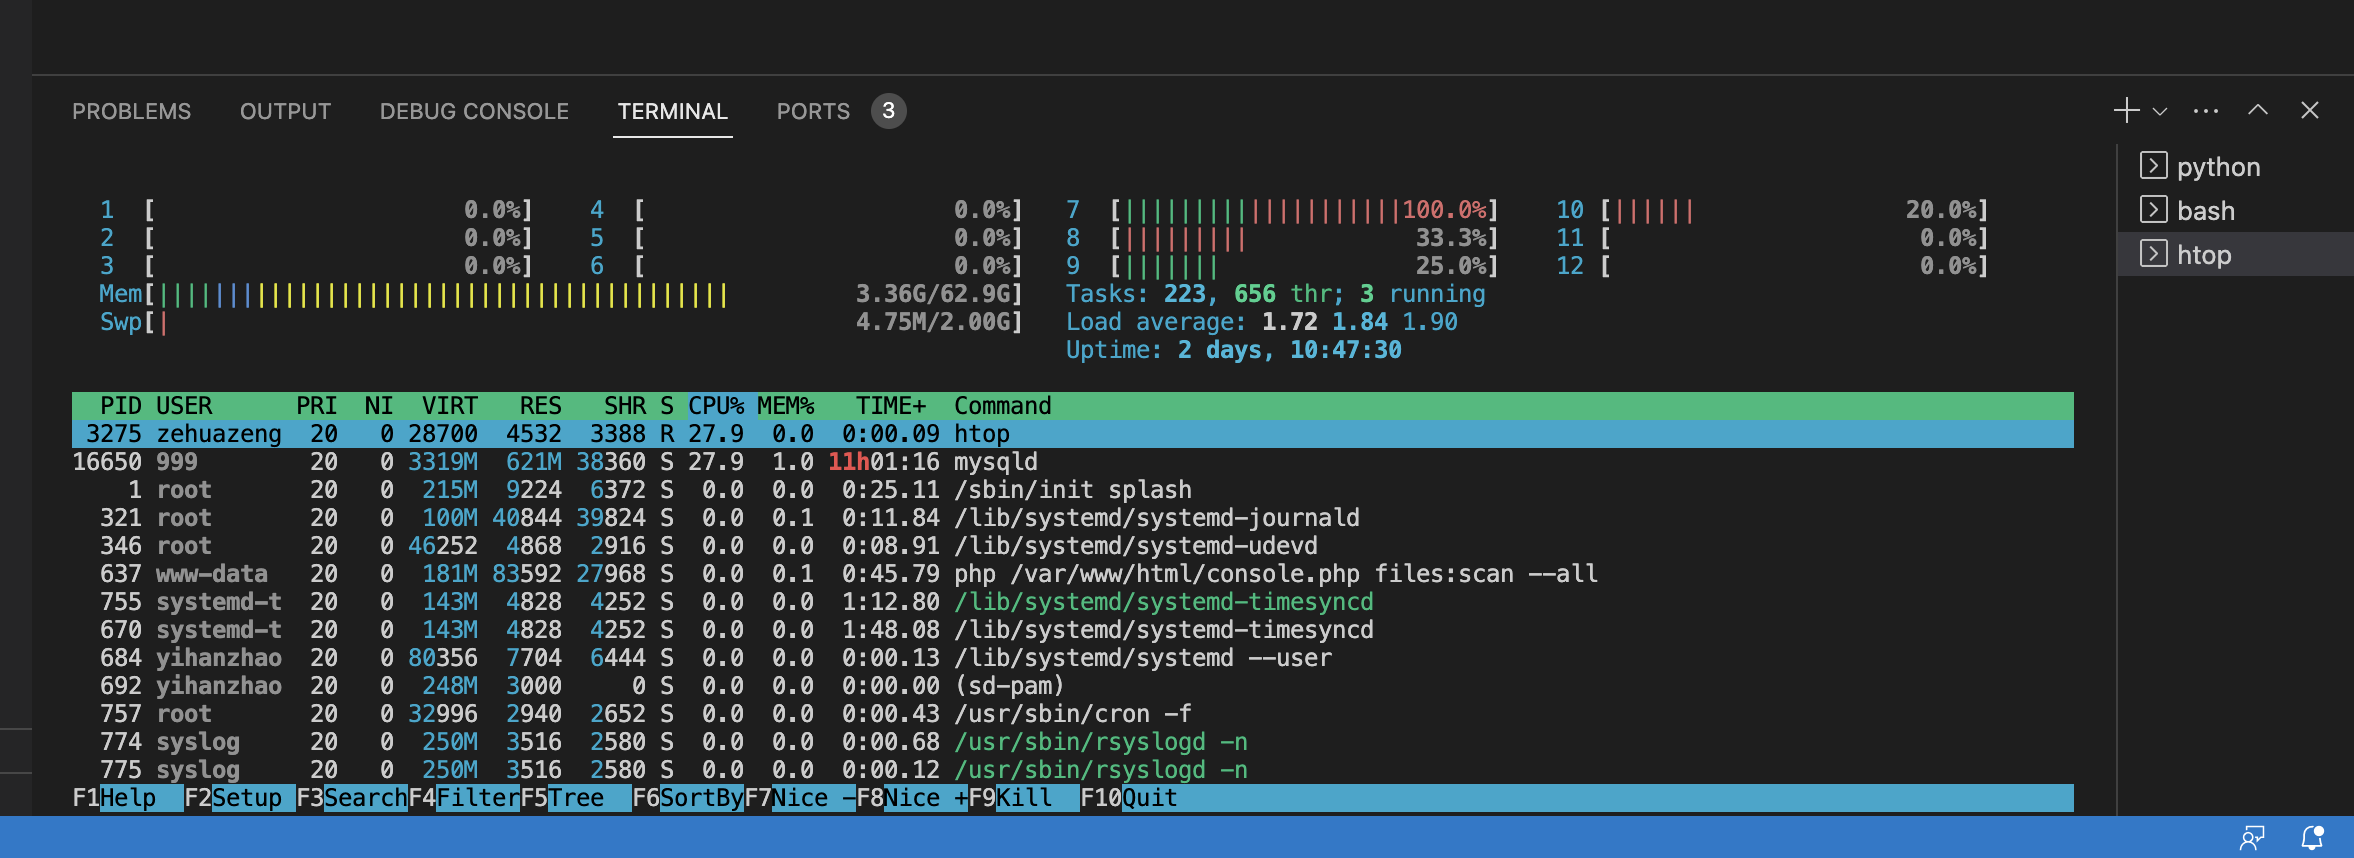 PROBLEMS OUTPUT DEBUG CONSOLE TERMINAL PORTS 3
python
bash
htop
1 [ 0.0%] 4 [ 0.0%] 7 [||||||||||||||||||||100.0%] 10 [|||||| 20.0%]
2 [ 0.0%] 5 [ 0.0%] 8 [||||||||| 33.3%] 11 [ 0.0%]
3 [ 0.0%] 6 [ 0.0%] 9 [||||||| 25.0%] 12 [ 0.0%]
Mem[||||||||||||||||||||||||||||||||||||||||| 3.36G/62.9G] Tasks: 223, 656 thr; 3 running
Swp[| 4.75M/2.00G] Load average: 1.72 1.84 1.90
Uptime: 2 days, 10:47:30
PID USER PRI NI VIRT RES SHR S CPU% MEM% TIME+ Command
3275 zehuazeng 20 0 28700 4532 3388 R 27.9 0.0 0:00.09 htop
16650 999 20 0 3319M 621M 38360 S 27.9 1.0 11h01:16 mysqld
1 root 20 0 215M 9224 6372 S 0.0 0.0 0:25.11 /sbin/init splash
321 root 20 0 100M 40844 39824 S 0.0 0.1 0:11.84 /lib/systemd/systemd-journald
346 root 20 0 46252 4868 2916 S 0.0 0.0 0:08.91 /lib/systemd/systemd-udevd
637 www-data 20 0 181M 83592 27968 S 0.0 0.1 0:45.79 php /var/www/html/console.php files:scan --all
755 systemd-t 20 0 143M 4828 4252 S 0.0 0.0 1:12.80 /lib/systemd/systemd-timesyncd
670 systemd-t 20 0 143M 4828 4252 S 0.0 0.0 1:48.08 /lib/systemd/systemd-timesyncd
684 yihanzhao 20 0 80356 7704 6444 S 0.0 0.0 0:00.13 /lib/systemd/systemd --user
692 yihanzhao 20 0 248M 3000 0 S 0.0 0.0 0:00.00 (sd-pam)
757 root 20 0 32996 2940 2652 S 0.0 0.0 0:00.43 /usr/sbin/cron -f
774 syslog 20 0 250M 3516 2580 S 0.0 0.0 0:00.68 /usr/sbin/rsyslogd -n
775 syslog 20 0 250M 3516 2580 S 0.0 0.0 0:00.12 /usr/sbin/rsyslogd -n
F1Help F2Setup F3SearchF4FilterF5Tree F6SortByF7Nice -F8Nice +F9Kill F10Quit